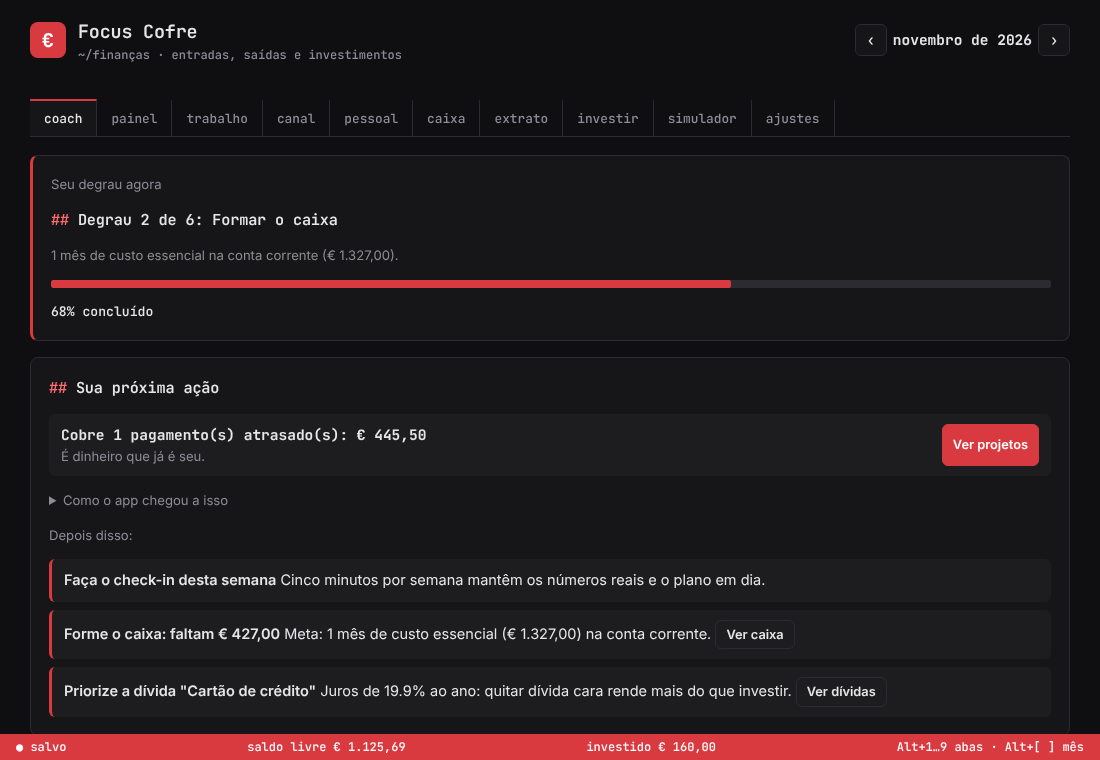 €
Focus Cofre
~/finanças · entradas, saídas e investimentos
‹ novembro de 2026 ›
coach painel trabalho canal pessoal caixa extrato investir simulador ajustes
Seu degrau agora
## Degrau 2 de 6: Formar o caixa
1 mês de custo essencial na conta corrente (€ 1.327,00).
68% concluído
## Sua próxima ação
Cobre 1 pagamento(s) atrasado(s): € 445,50
É dinheiro que já é seu.
Ver projetos
▶ Como o app chegou a isso
Depois disso:
Faça o check-in desta semana Cinco minutos por semana mantêm os números reais e o plano em dia.
Forme o caixa: faltam € 427,00 Meta: 1 mês de custo essencial (€ 1.327,00) na conta corrente. Ver caixa
Priorize a dívida "Cartão de crédito" Juros de 19.9% ao ano: quitar dívida cara rende mais do que investir. Ver dívidas
● salvo saldo livre € 1.125,69 investido € 160,00 Alt+1…9 abas · Alt+[ ] mês